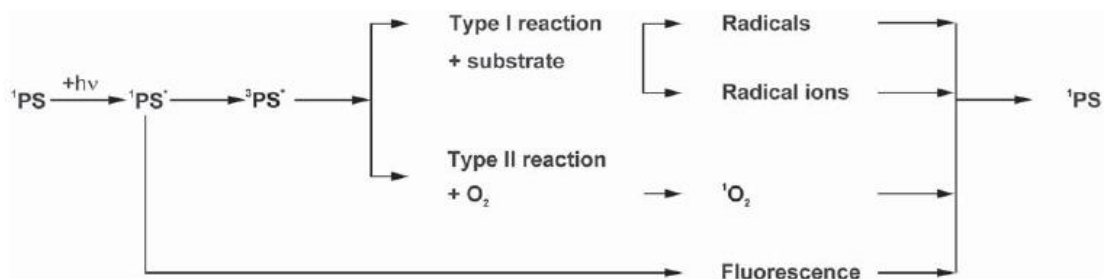 Type I reaction
+ substrate
Radicals
+hν
¹PS
¹PS*
³PS*
Radical ions
¹PS
Type II reaction
+ O₂
¹O₂
Fluorescence